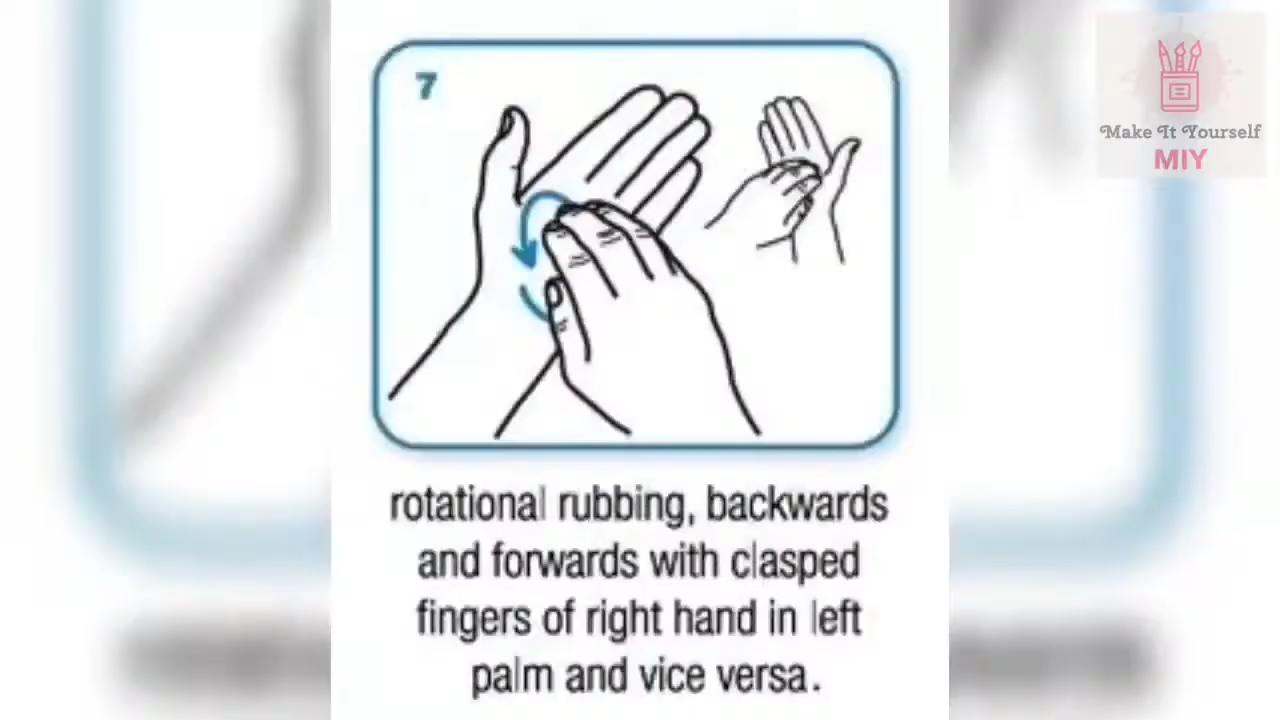 7
Make It Yourself
MIY
rotational rubbing, backwards
and forwards with clasped
fingers of right hand in left
palm and vice versa.